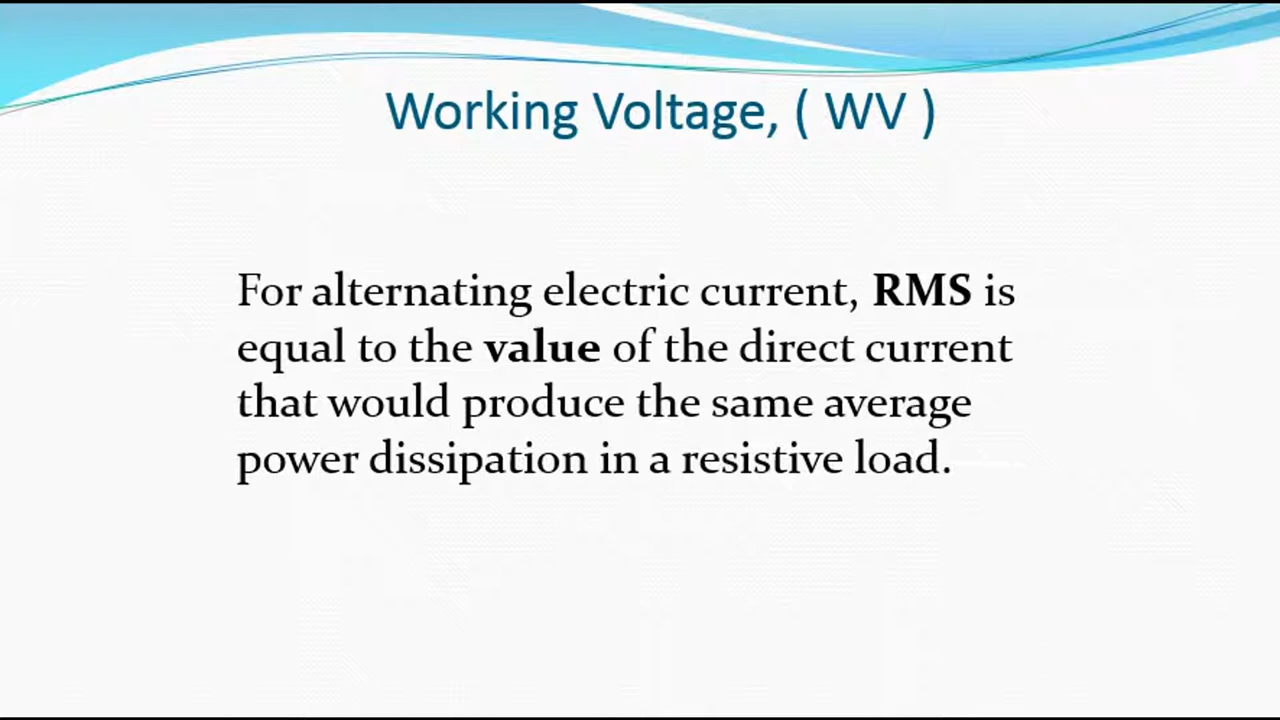 Working Voltage, ( WV )
For alternating electric current, RMS is
equal to the value of the direct current
that would produce the same average
power dissipation in a resistive load.